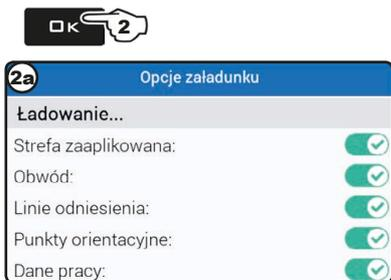 OK
2
2a
Opcje załadunku
Ładowanie...
Strefa zaaplikowana:
Obwód:
Linie odniesienia:
Punkty orientacyjne:
Dane pracy: